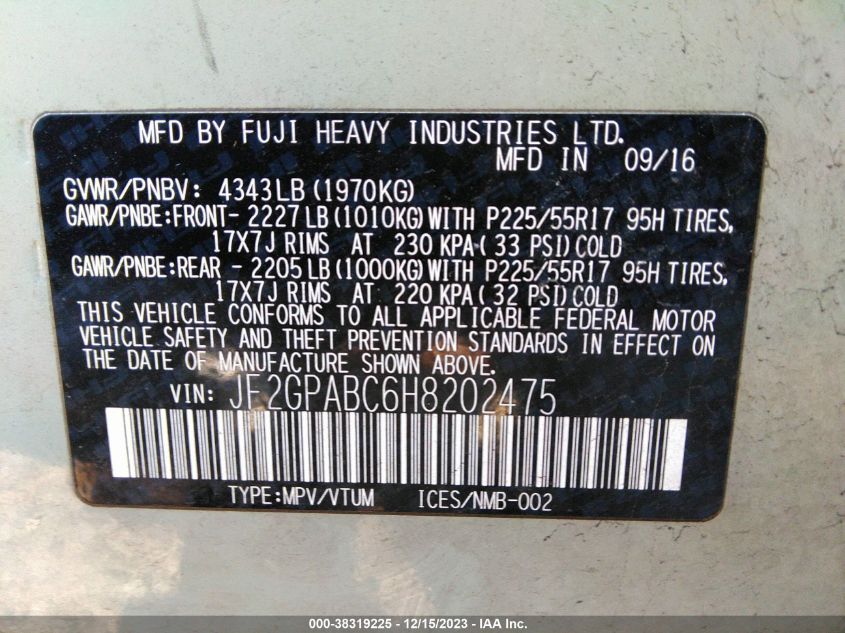 MFD BY FUJI HEAVY INDUSTRIES LTD.
MFD IN 09/16
GVWR/PNBV: 4343LB (1970KG)
GAWR/PNBE:FRONT- 2227 LB (1010KG) WITH P225/55R17 95H TIRES,
17X7J RIMS AT 230 KPA( 33 PSI) COLD
GAWR/PNBE:REAR - 2205 LB (1000KG) WITH P225/55R17 95H TIRES,
17X7J RIMS AT 220 KPA( 32 PSI) COLD
THIS VEHICLE CONFORMS TO ALL APPLICABLE FEDERAL MOTOR
VEHICLE SAFETY AND THEFT PREVENTION STANDARDS IN EFFECT ON
THE DATE OF MANUFACTURE SHOWN ABOVE.
VIN: JF2GPABC6H8202475
TYPE:MPV/VTUM ICES/NMB-002
000-38319225 - 12/15/2023 - IAA Inc.